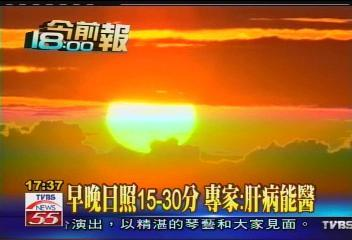 今前報
18:00
17:37
早晚日照15-30分 專家:肝病能醫
TVBS
NEWS
55
演出，以精湛的琴藝和大家見面。
TVBS